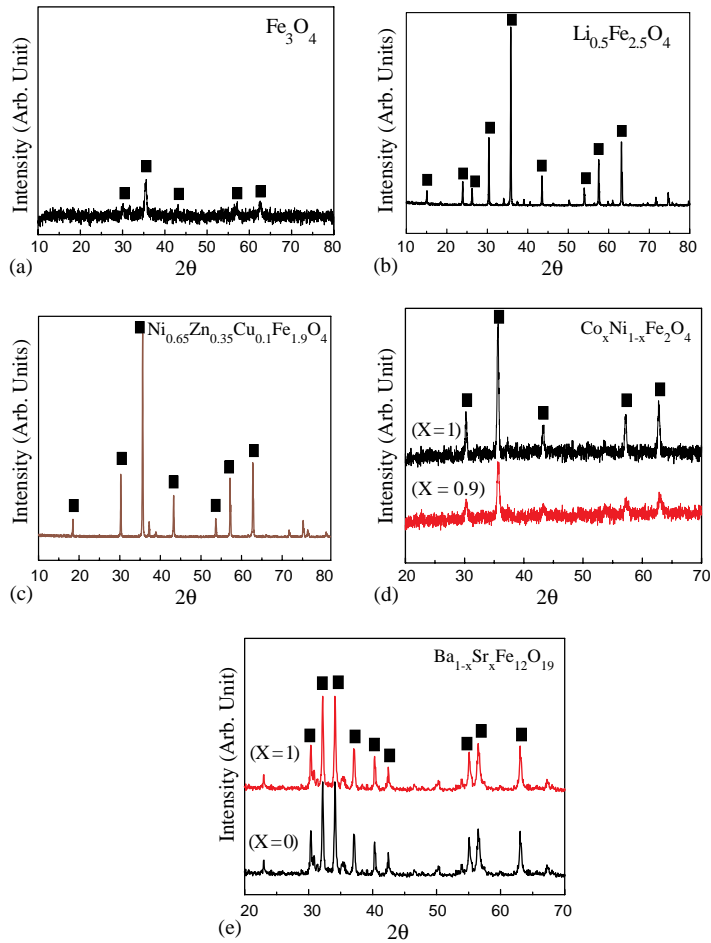 Fe3O4
Intensity (Arb. Units)
10 20 30 40 50 60 70 80
2θ
(a)
Li0.5Fe2.5O4
Intensity (Arb. Units)
10 20 30 40 50 60 70 80
2θ
(b)
Ni0.65Zn0.35Cu0.1Fe1.9O4
Intensity (Arb. Units)
10 20 30 40 50 60 70 80
2θ
(c)
CoxNi1-xFe2O4
(X=1)
(X = 0.9)
Intensity (Arb. Unit)
20 30 40 50 60 70
2θ
(d)
Ba1-xSrxFe12O19
(X=1)
(X=0)
Intensity (Arb. Unit)
20 30 40 50 60 70
2θ
(e)